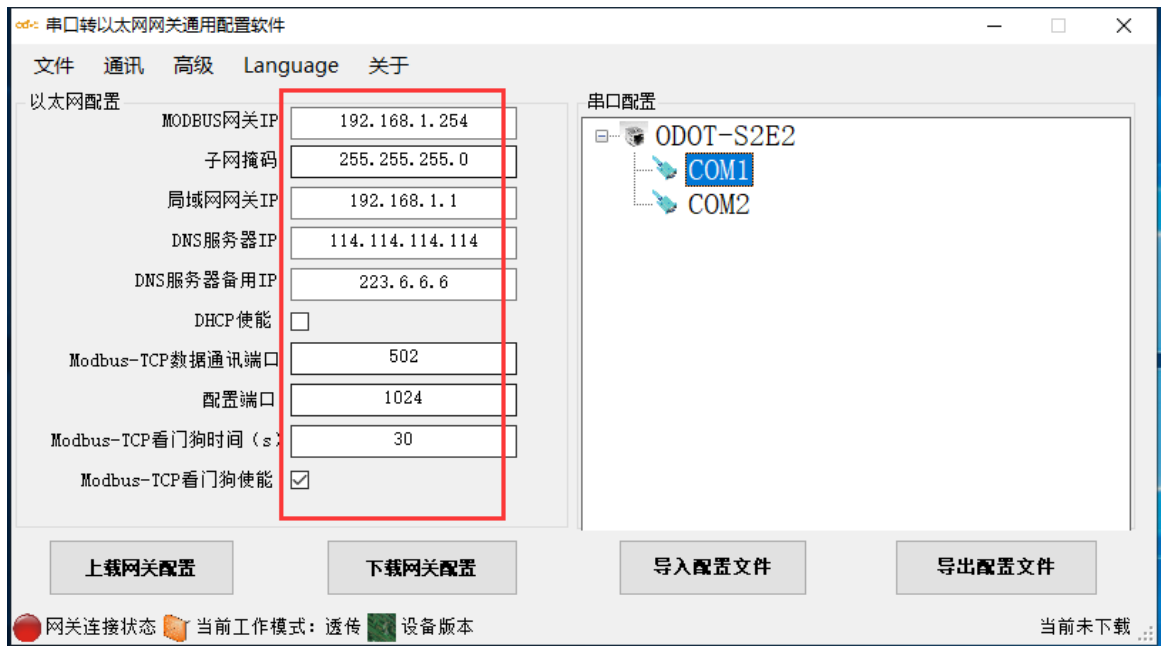 串口转以太网网关通用配置软件
文件 通讯 高级 Language 关于
以太网配置
MODBUS网关IP 192.168.1.254
子网掩码 255.255.255.0
局域网网关IP 192.168.1.1
DNS服务器IP 114.114.114.114
DNS服务器备用IP 223.6.6.6
DHCP使能
Modbus-TCP数据通讯端口 502
配置端口 1024
Modbus-TCP看门狗时间（s） 30
Modbus-TCP看门狗使能
串口配置
ODOT-S2E2
COM1
COM2
上载网关配置 下载网关配置 导入配置文件 导出配置文件
网关连接状态 当前工作模式：透传 设备版本 当前未下载